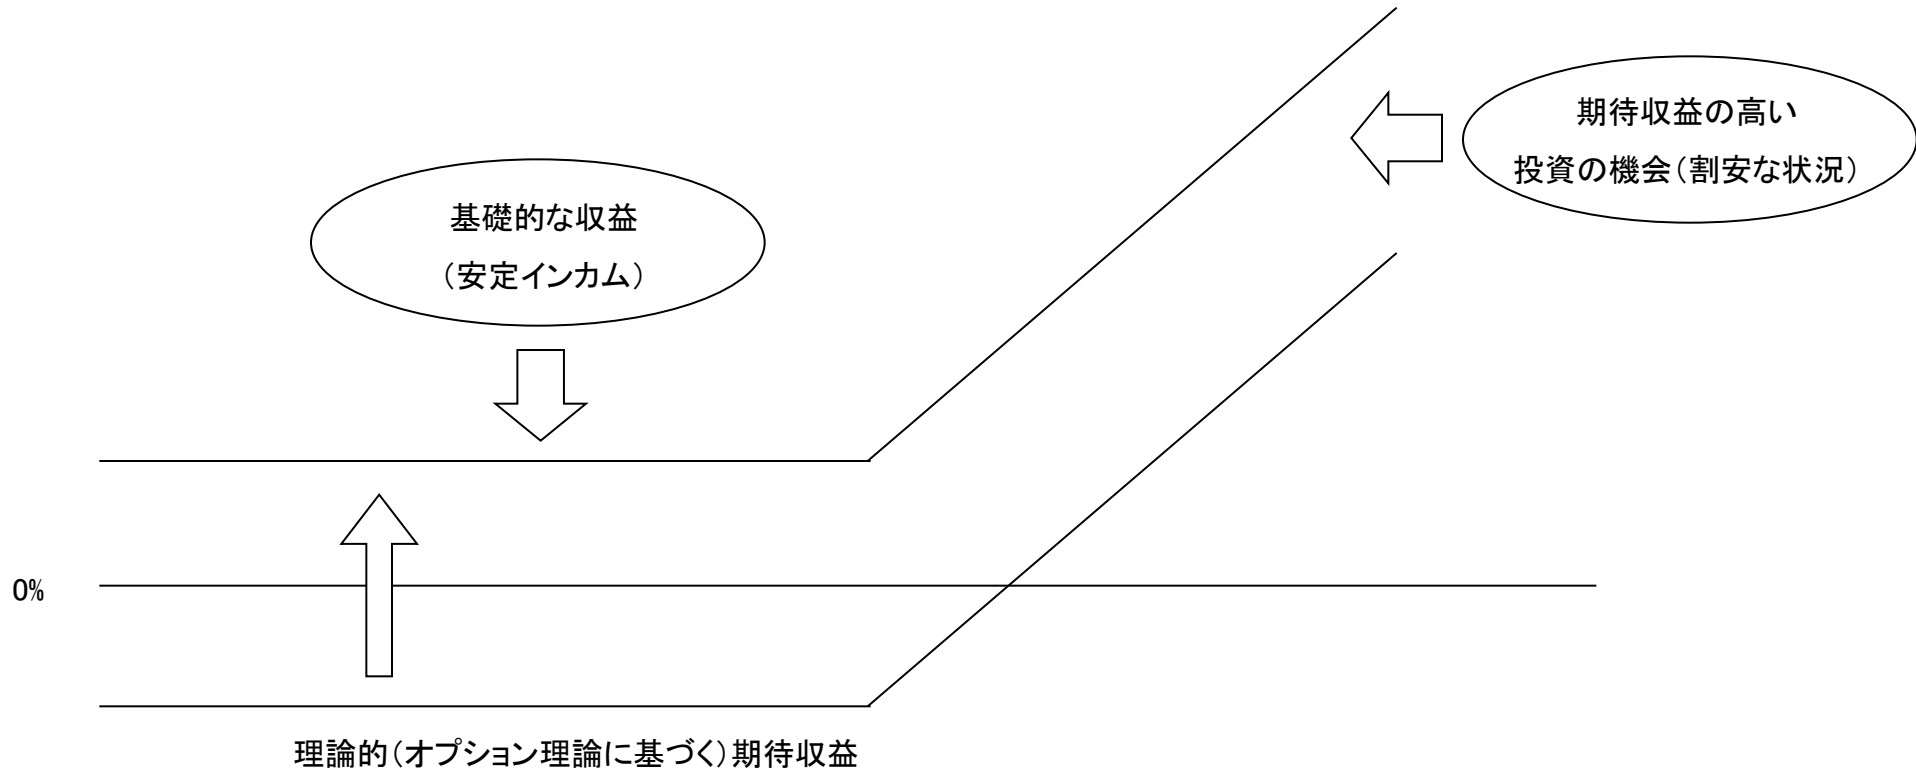 期待収益の高い
投資の機会(割安な状況)
基礎的な収益
(安定インカム)
0%
理論的(オプション理論に基づく)期待収益